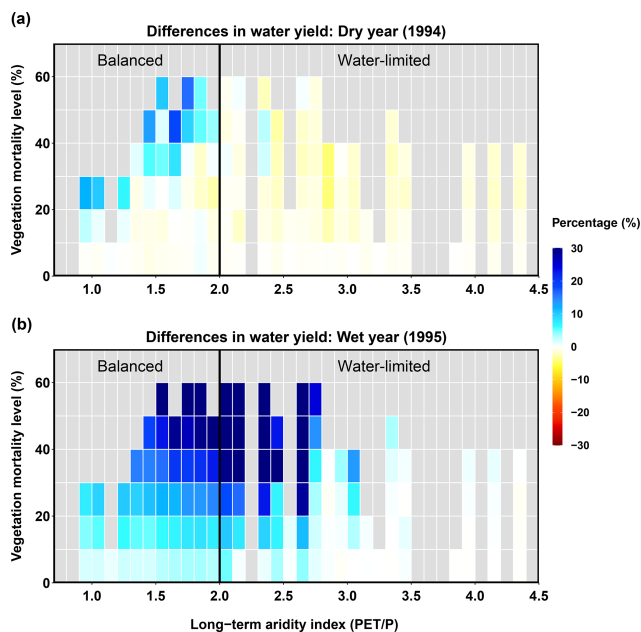 (a)
Differences in water yield: Dry year (1994)
Balanced
Water-limited
Vegetation mortality level (%)
60
40
20
0
1.0 1.5 2.0 2.5 3.0 3.5 4.0 4.5
Percentage (%)
30
20
10
0
−10
−20
−30
(b)
Differences in water yield: Wet year (1995)
Balanced
Water-limited
Vegetation mortality level (%)
60
40
20
0
1.0 1.5 2.0 2.5 3.0 3.5 4.0 4.5
Long−term aridity index (PET/P)